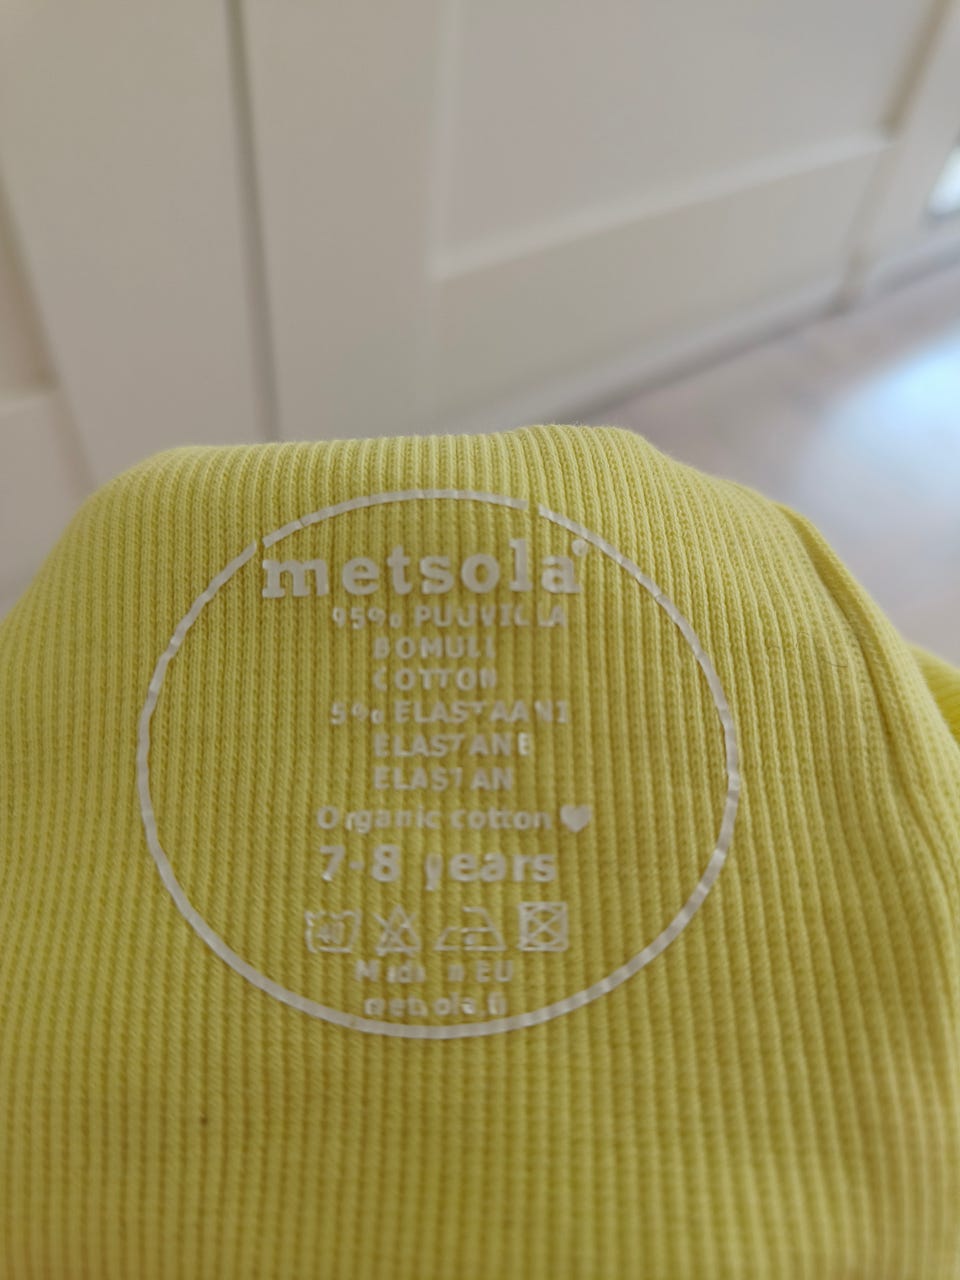 metsola
95% PUUVILLA
BOMULL
COTTON
5% ELASTAANI
ELASTANE
ELASTAN
Organic cotton ♥
7-8 years
40
Made in EU
metsola.fi